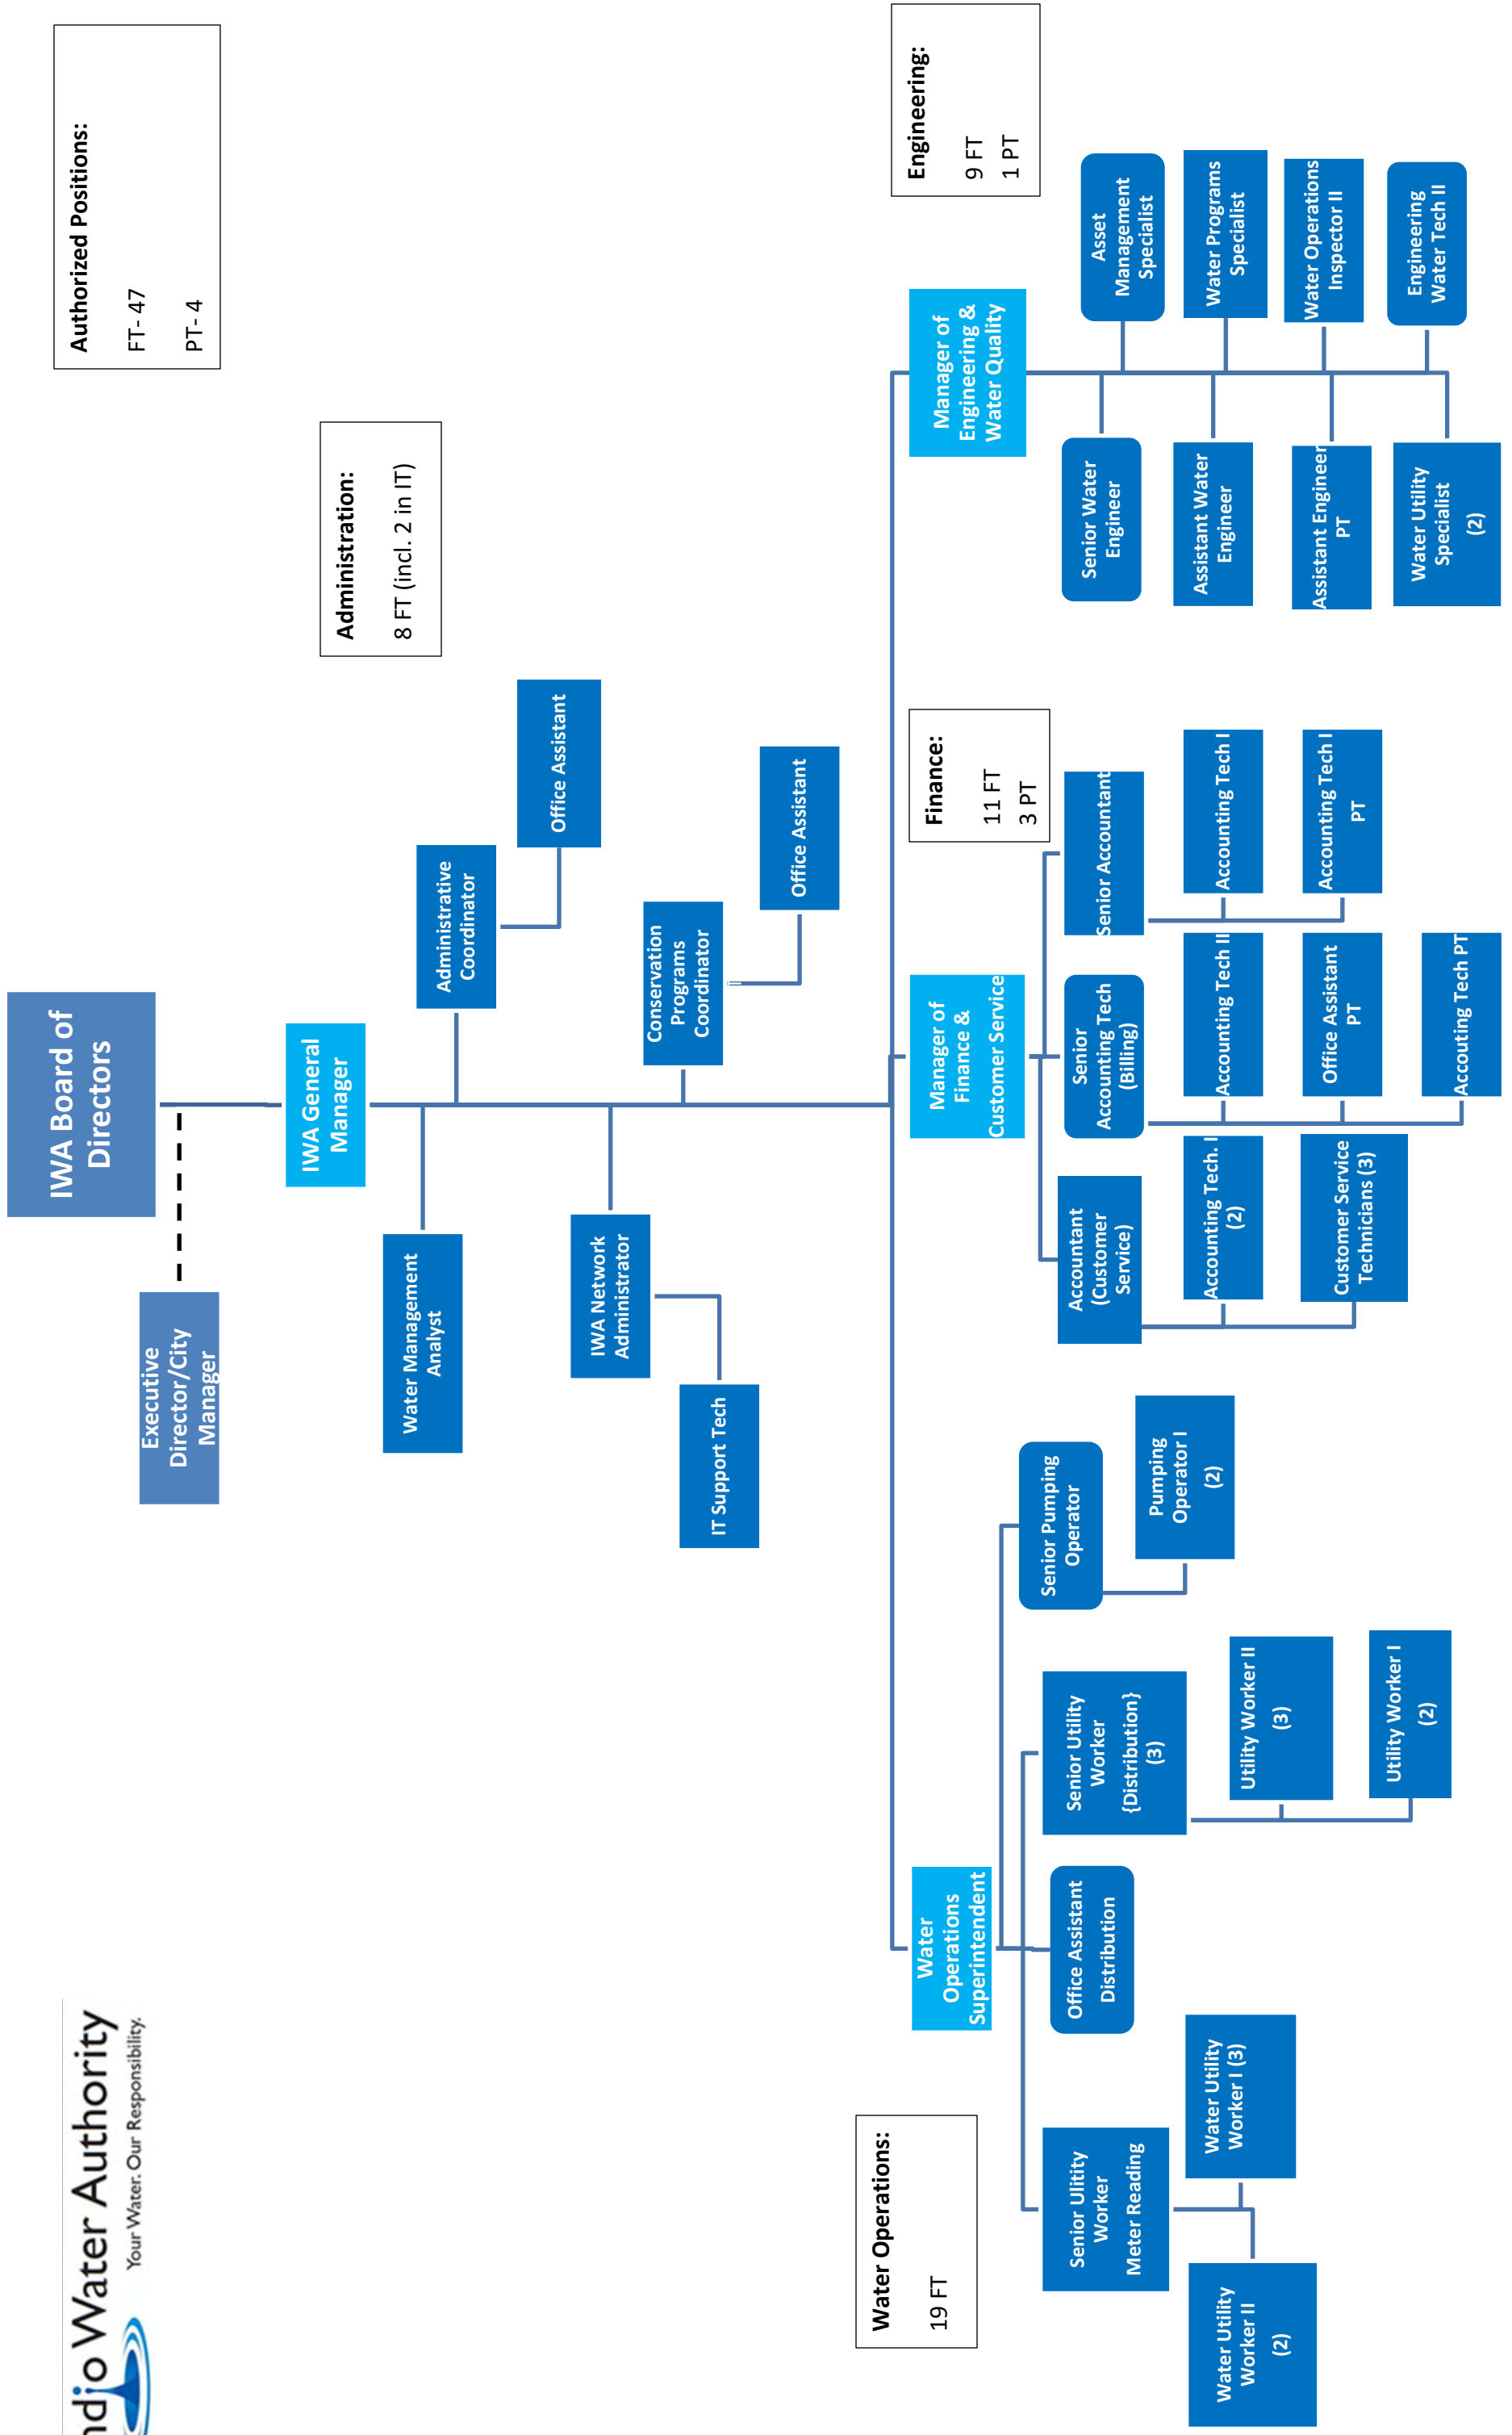 ndio Water Authority
Your Water. Our Responsibility.
IWA Board of
Directors
Authorized Positions:
FT- 47
PT- 4
Executive
Director/City
Manager
IWA General
Manager
Administration:
8 FT (incl. 2 in IT)
Water Management
Analyst
Administrative
Coordinator
Office Assistant
IWA Network
Administrator
Conservation
Programs
Coordinator
IT Support Tech
Office Assistant
Water Operations:
19 FT
Water
Operations
Superintendent
Manager of
Finance &
Customer Service
Finance:
11 FT
3 PT
Manager of
Engineering &
Water Quality
Engineering:
9 FT
1 PT
Senior Ulitity
Worker
Meter Reading
Office Assistant
Distribution
Senior Utility
Worker
{Distribution}
(3)
Senior Pumping
Operator
Water Utility
Worker II
(2)
Water Utility
Worker I (3)
Utility Worker II
(3)
Utility Worker I
(2)
Pumping
Operator I
(2)
Accountant
(Customer
Service)
Senior
Accounting Tech
(Billing)
Senior Accountant
Accounting Tech. I
(2)
Accounting Tech II
Accounting Tech I
Customer Service
Technicians (3)
Office Assistant
PT
Accounting Tech I
PT
Accouting Tech PT
Senior Water
Engineer
Asset
Management
Specialist
Assistant Water
Engineer
Water Programs
Specialist
Assistant Engineer
PT
Water Operations
Inspector II
Water Utility
Specialist
(2)
Engineering
Water Tech II